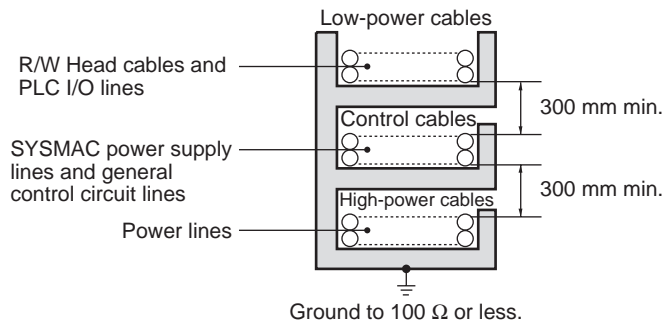 Low-power cables
R/W Head cables and
PLC I/O lines
300 mm min.
Control cables
SYSMAC power supply
lines and general
control circuit lines
300 mm min.
High-power cables
Power lines
Ground to 100 Ω or less.